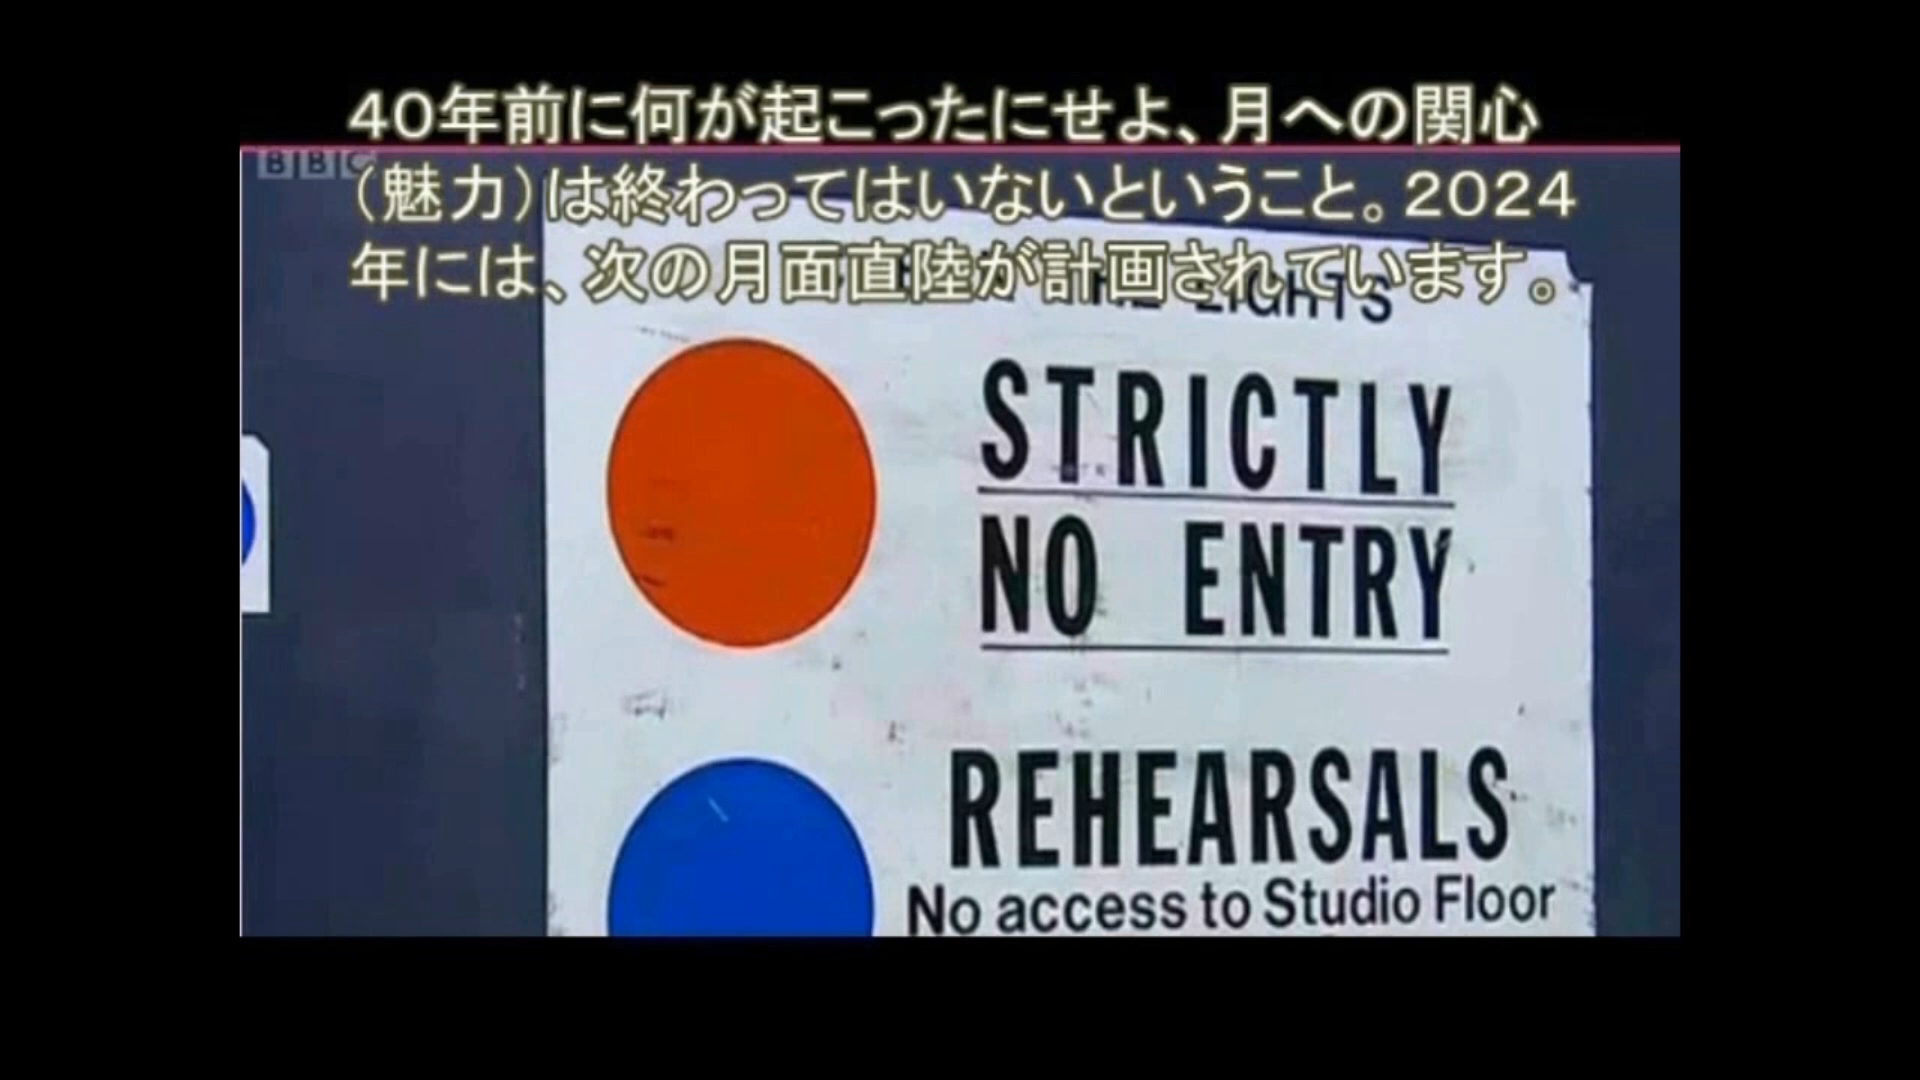 40年前に何が起こったにせよ、月への関心
BBC
（魅力）は終わってはいないということ。2024
年には、次の月面直陸が計画されています。
LIGHTS
STRICTLY
NO ENTRY
REHEARSALS
No access to Studio Floor